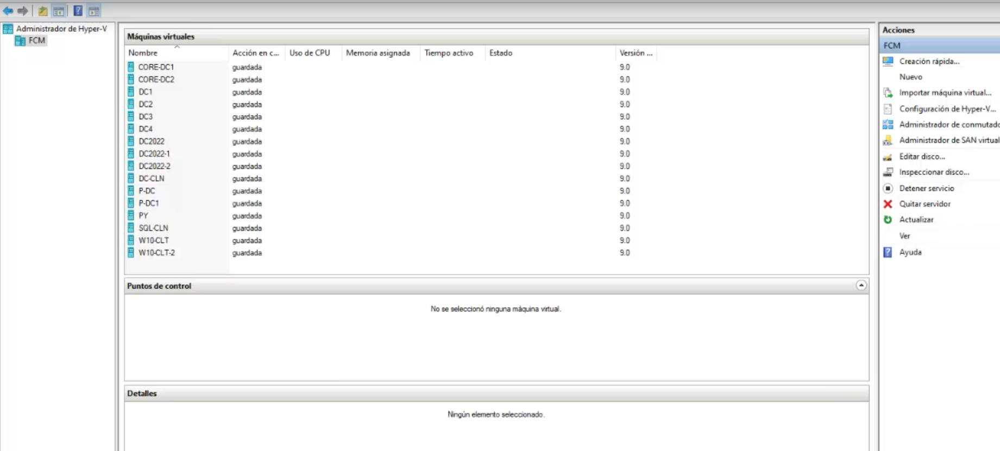 Administrador de Hyper-V
FCM
Máquinas virtuales
Nombre Acción en c... Uso de CPU Memoria asignada Tiempo activo Estado Versión ...
CORE-DC1 guardada 9.0
CORE-DC2 guardada 9.0
DC1 guardada 9.0
DC2 guardada 9.0
DC3 guardada 9.0
DC4 guardada 9.0
DC2022 guardada 9.0
DC2022-1 guardada 9.0
DC2022-2 guardada 9.0
DC-CLN guardada 9.0
P-DC guardada 9.0
P-DC1 guardada 9.0
PY guardada 9.0
SQL-CLN guardada 9.0
W10-CLT guardada 9.0
W10-CLT-2 guardada 9.0
Puntos de control
No se seleccionó ninguna máquina virtual.
Detalles
Ningún elemento seleccionado.
Acciones
FCM
Creación rápida...
Nuevo
Importar máquina virtual...
Configuración de Hyper-V...
Administrador de conmutado
Administrador de SAN virtual
Editar disco...
Inspeccionar disco...
Detener servicio
Quitar servidor
Actualizar
Ver
Ayuda